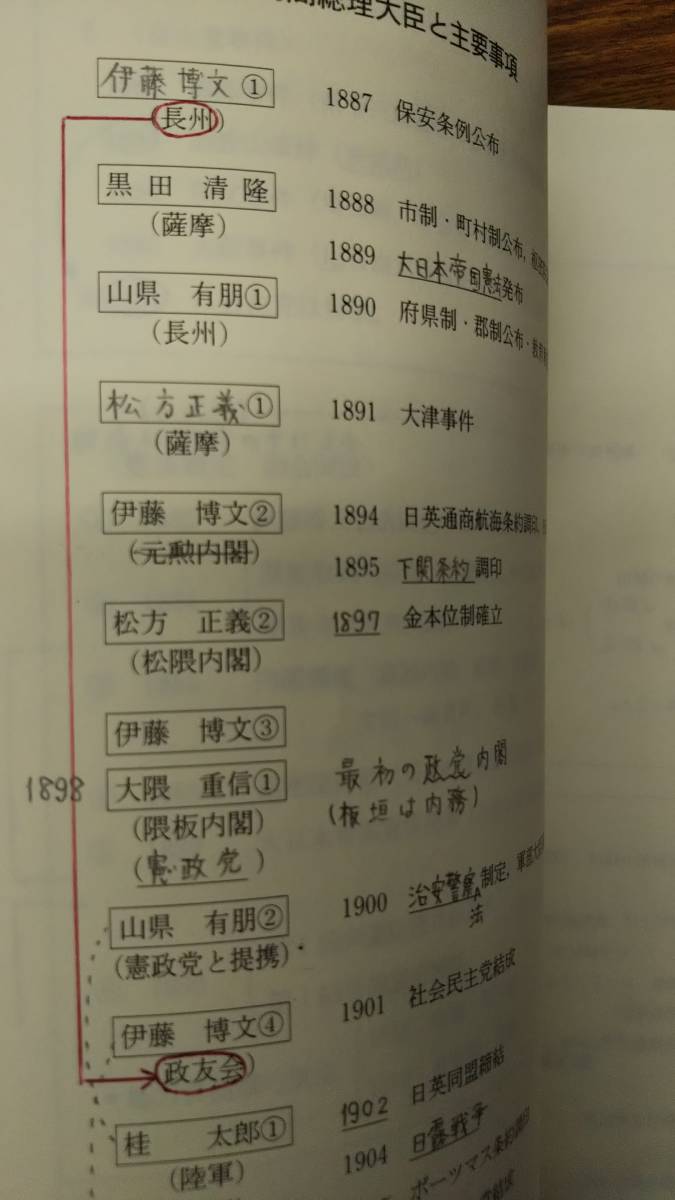 総理大臣と主要事項
伊藤博文①
(長州)
1887 保安条例公布
黒田 清隆
(薩摩)
1888 市制・町村制公布,
1889 大日本帝国憲法発布
山県 有朋①
(長州)
1890 府県制・郡制公布・教育
松方正義①
(薩摩)
1891 大津事件
伊藤 博文②
(元勲内閣)
1894 日英通商航海条約調印,
1895 下関条約調印
松方 正義②
(松隈内閣)
1897 金本位制確立
伊藤 博文③
1898 大隈 重信①
(隈板内閣)
(憲政党)
最初の政党内閣
(板垣は内務)
山県 有朋②
(憲政党と提携)
1900 治安警察法制定, 軍部大臣
伊藤 博文④
(政友会)
1901 社会民主党結成
桂 太郎①
(陸軍)
1902 日英同盟締結
1904 日露戦争
ポーツマス条約調印
結成